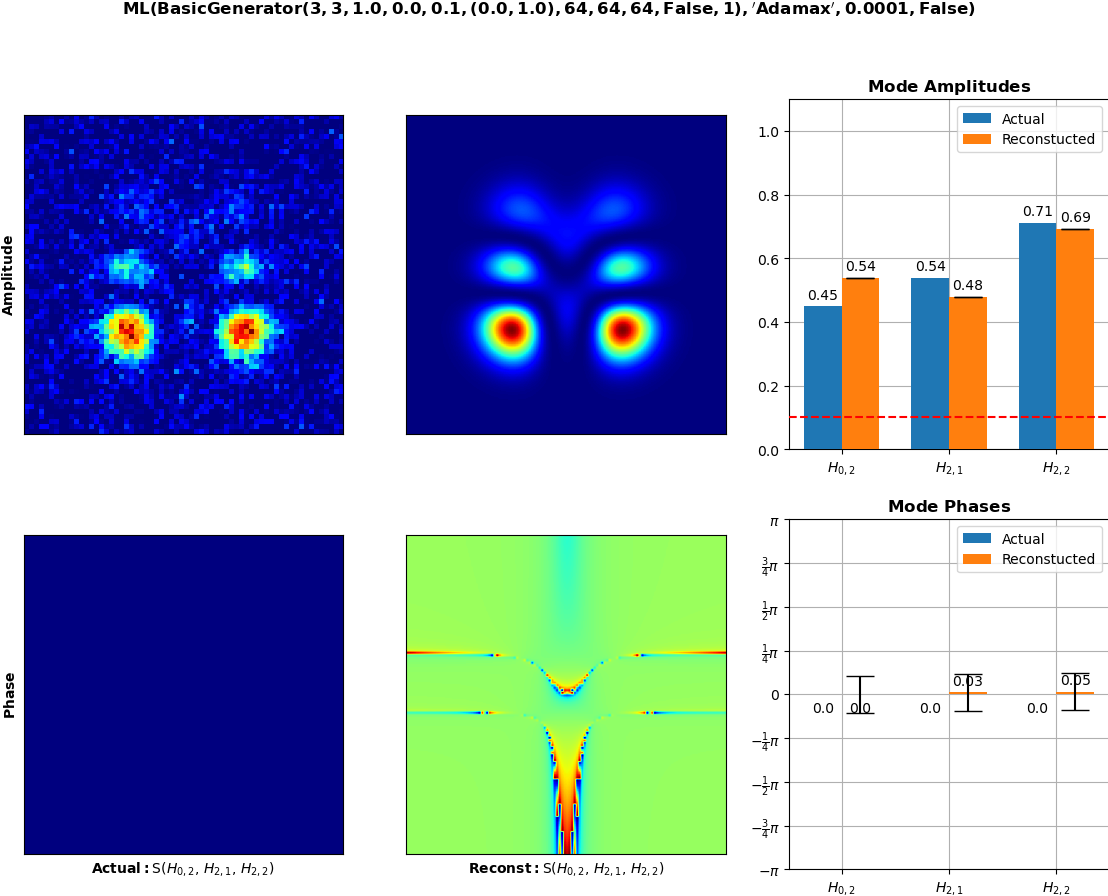 ML(BasicGenerator(3, 3, 1.0, 0.0, 0.1, (0.0, 1.0), 64, 64, 64, False, 1), ′Adamax′, 0.0001, False)
Amplitude
Mode Amplitudes
Actual
Reconstucted
1.0
0.8
0.6
0.4
0.2
0.0
0.45
0.54
0.54
0.48
0.71
0.69
H0,2
H2,1
H2,2
Phase
Actual: S(H0,2, H2,1, H2,2)
Reconst: S(H0,2, H2,1, H2,2)
Mode Phases
Actual
Reconstucted
π
3/4π
1/2π
1/4π
0
−1/4π
−1/2π
−3/4π
−π
0.0
0.0
0.0
0.03
0.0
0.05
H0,2
H2,1
H2,2